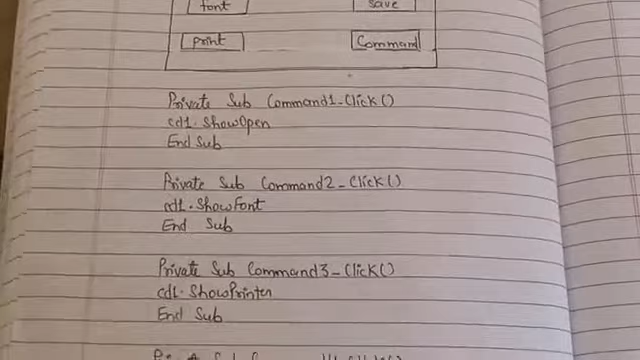 font save
print Command
Private Sub Command1_Click()
cd1.ShowOpen
End Sub
Private Sub Command2_Click()
cd1.ShowFont
End Sub
Private Sub Command3_Click()
cd1.ShowPrinter
End Sub